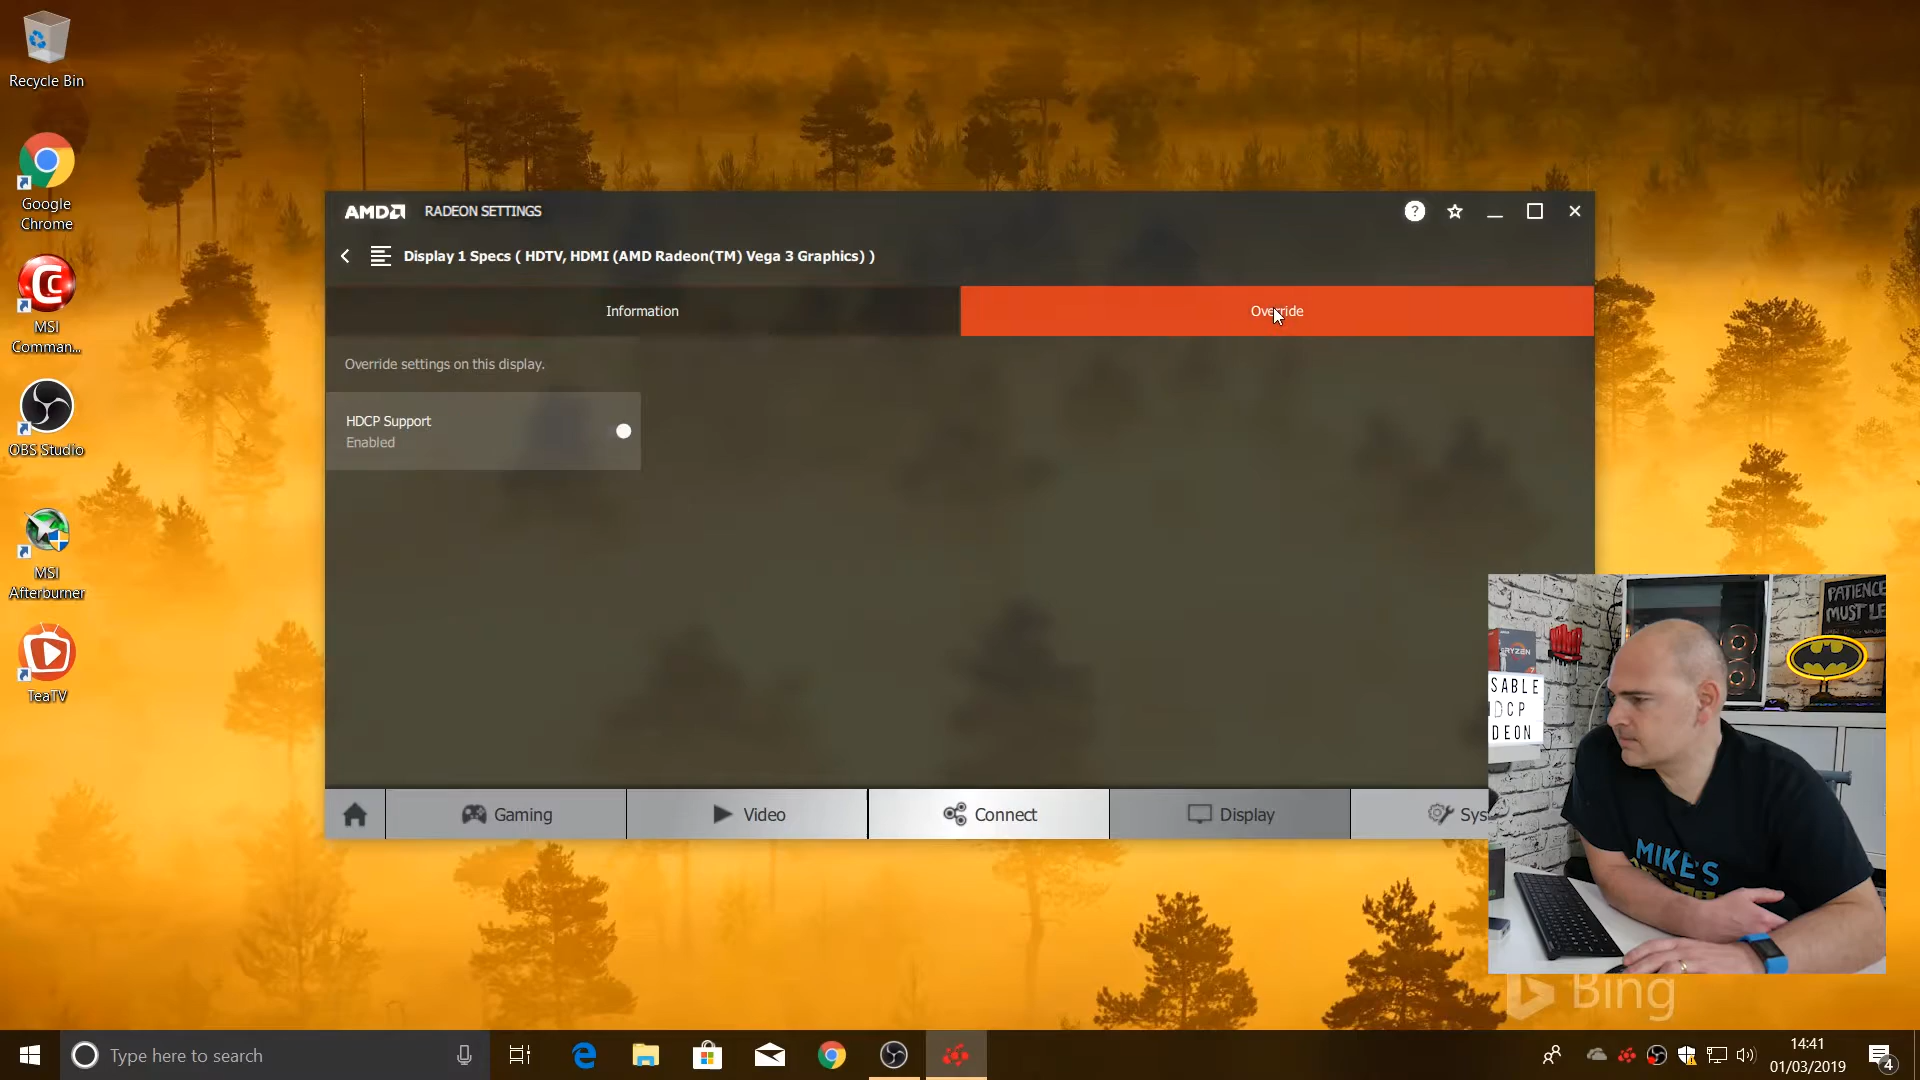 Recycle Bin
Google
Chrome
MSI
Comman...
OBS Studio
MSI
Afterburner
TeaTV
AMD
RADEON SETTINGS
?
Display 1 Specs ( HDTV, HDMI (AMD Radeon(TM) Vega 3 Graphics) )
Information
Override
Override settings on this display.
HDCP Support
Enabled
Gaming
Video
Connect
Display
Sys
PATIENCE
MUST LE
RYZEN
SABLE
DCP
DEON
MIKE'S
Bing
Type here to search
14:41
01/03/2019
4